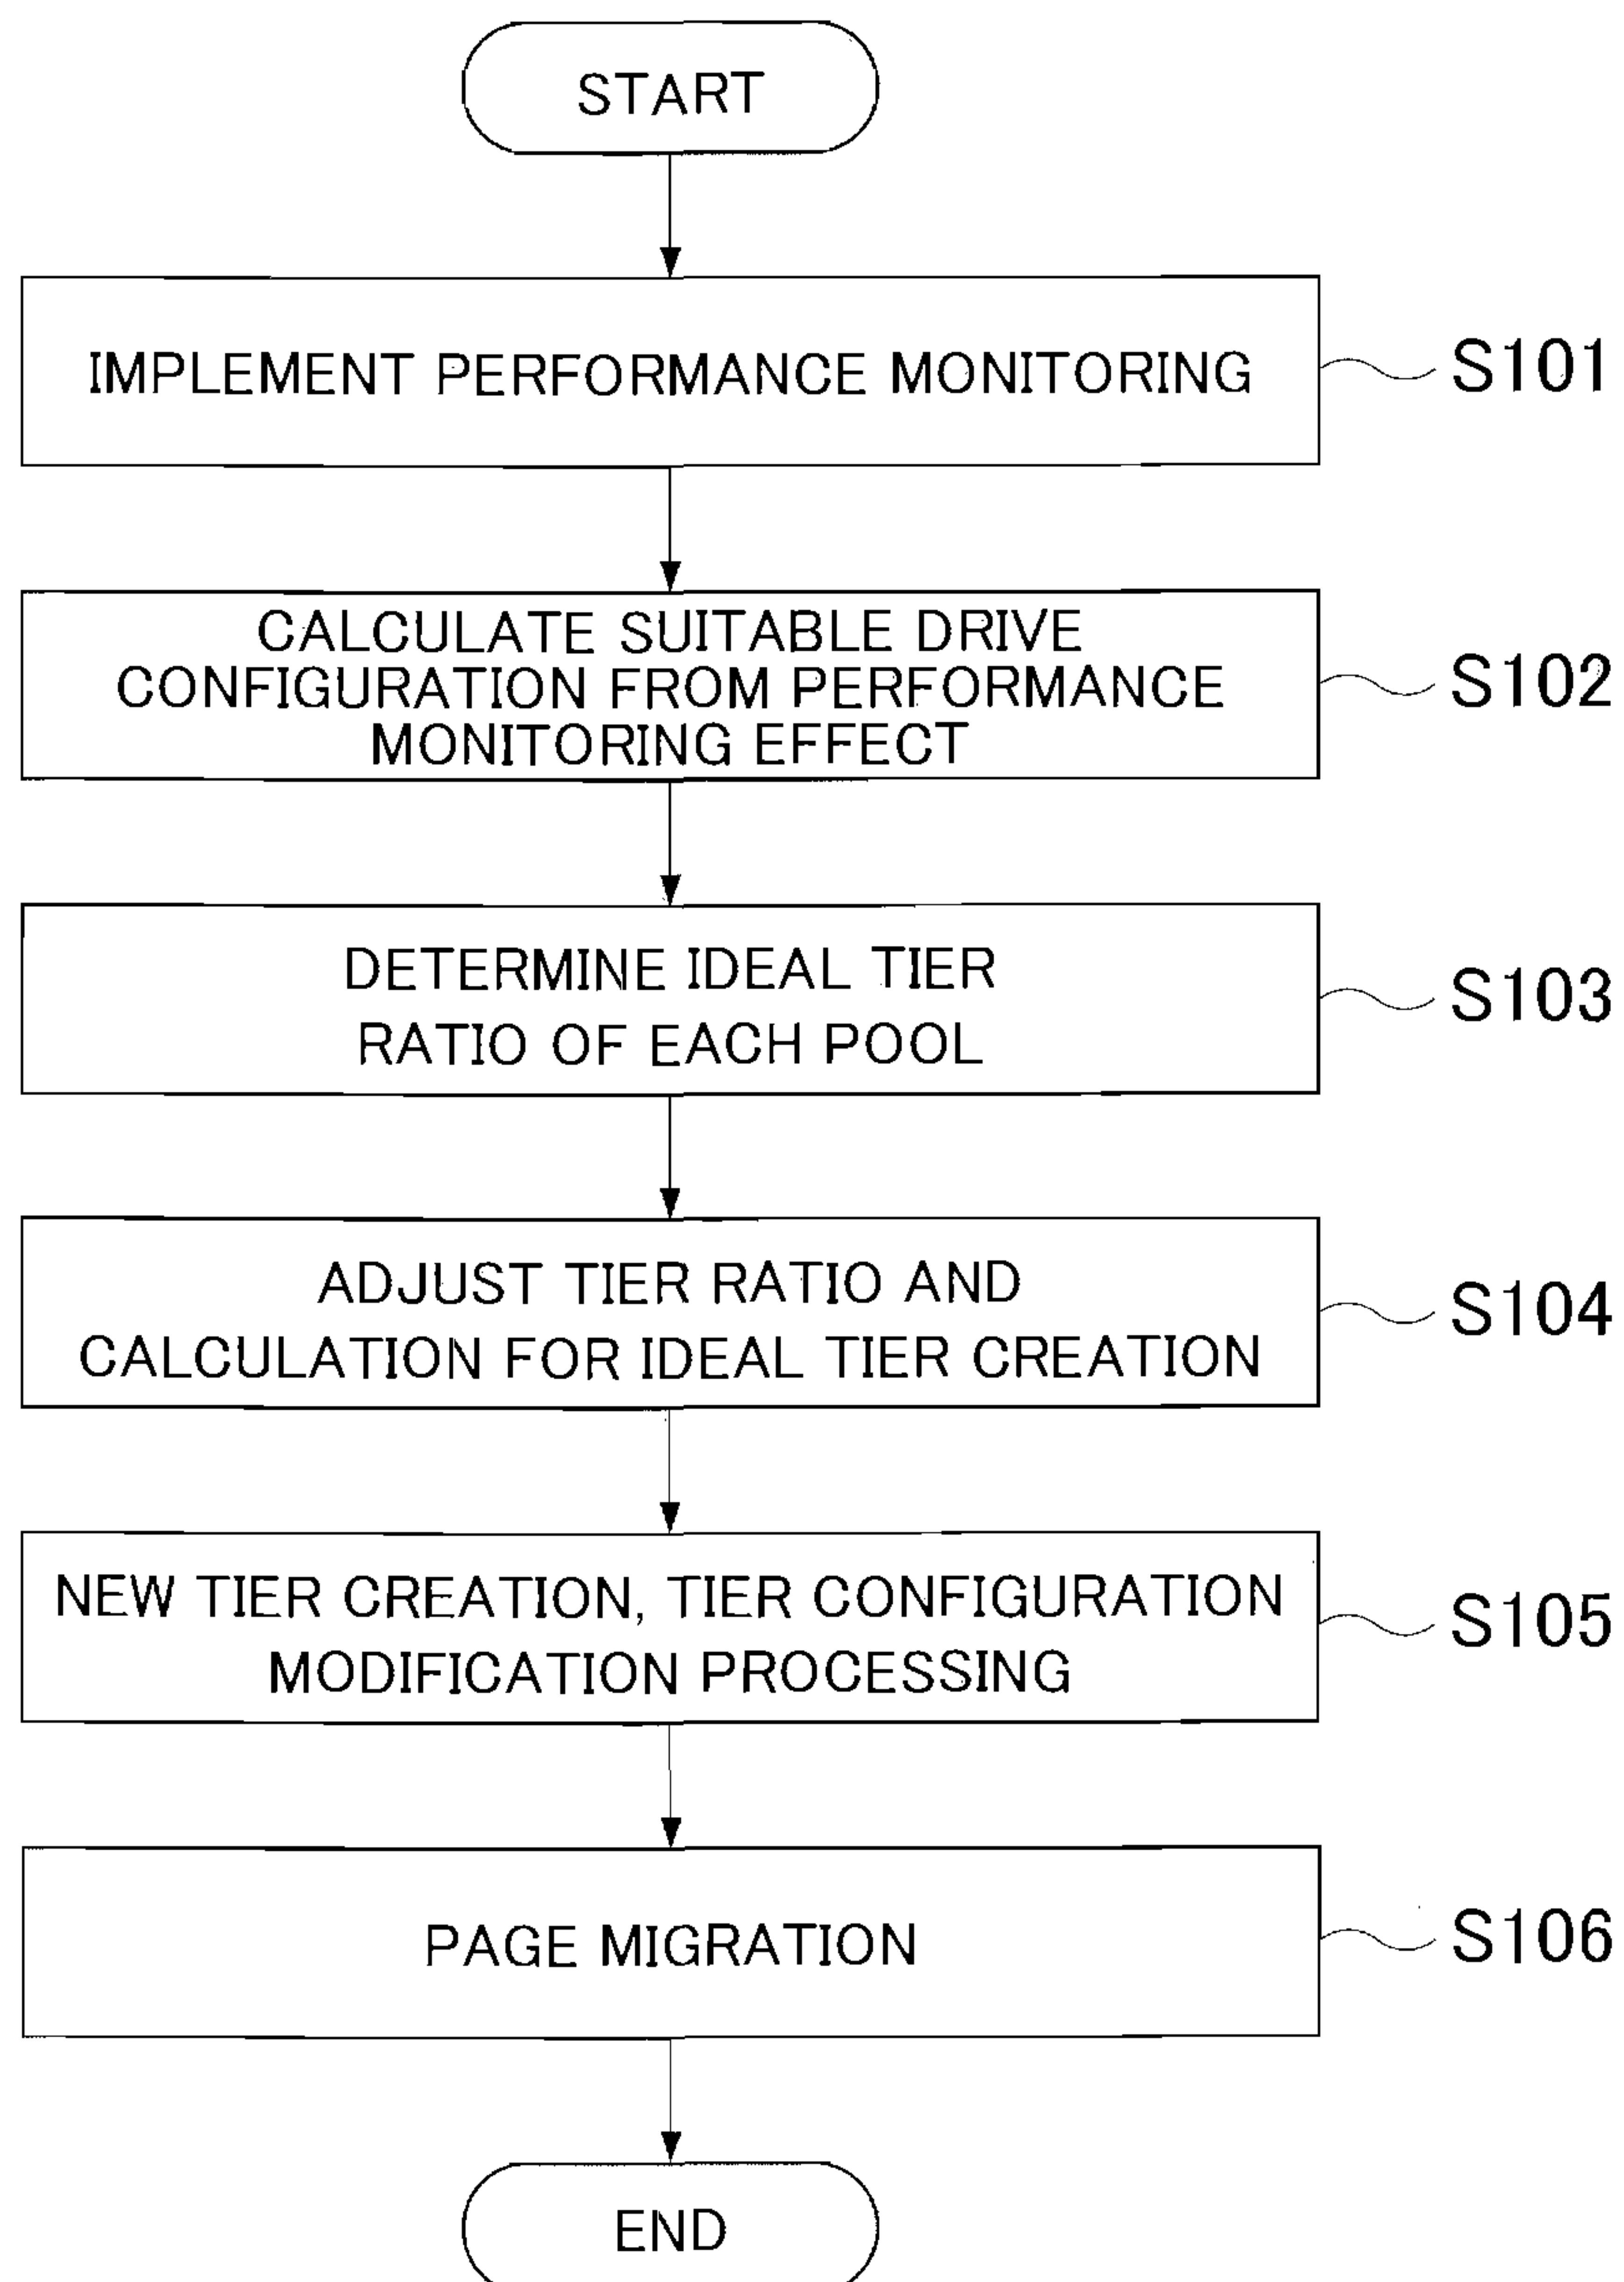 START
IMPLEMENT PERFORMANCE MONITORING
S101
CALCULATE SUITABLE DRIVE
CONFIGURATION FROM PERFORMANCE
MONITORING EFFECT
S102
DETERMINE IDEAL TIER
RATIO OF EACH POOL
S103
ADJUST TIER RATIO AND
CALCULATION FOR IDEAL TIER CREATION
S104
NEW TIER CREATION, TIER CONFIGURATION
MODIFICATION PROCESSING
S105
PAGE MIGRATION
S106
END